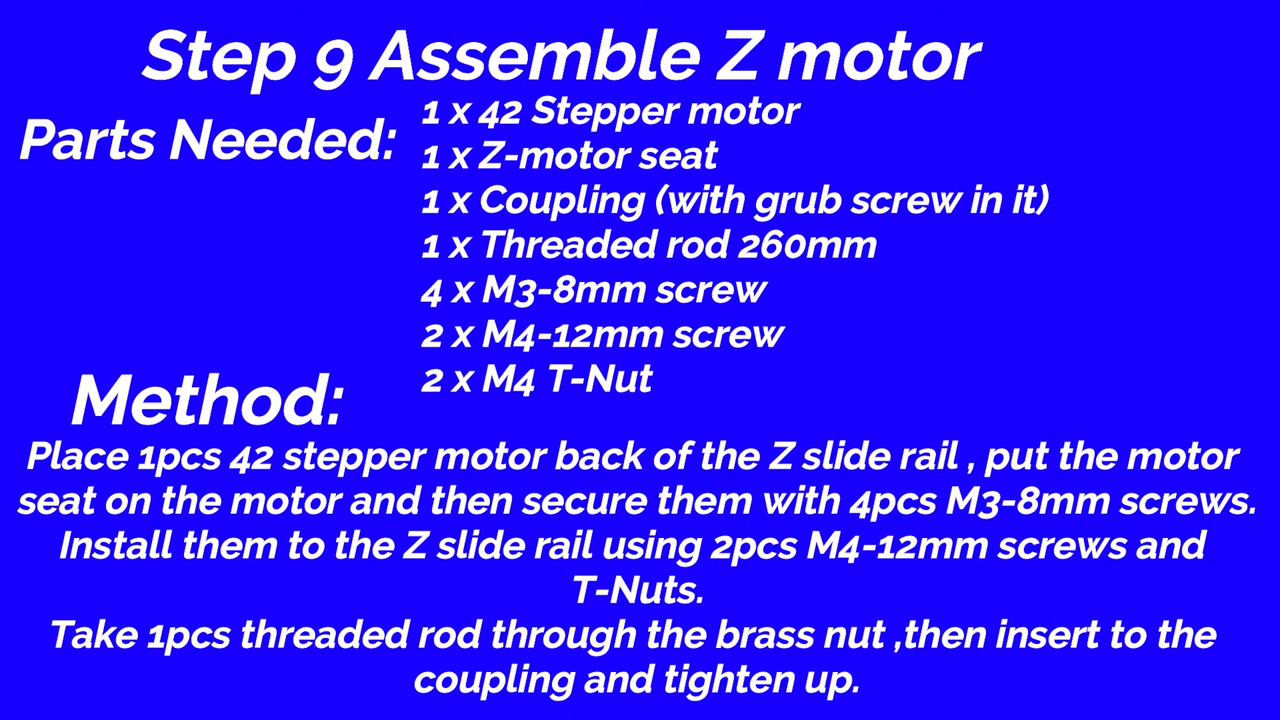 Step 9 Assemble Z motor
Parts Needed:
1 x 42 Stepper motor
1 x Z-motor seat
1 x Coupling (with grub screw in it)
1 x Threaded rod 260mm
4 x M3-8mm screw
2 x M4-12mm screw
2 x M4 T-Nut
Method:
Place 1pcs 42 stepper motor back of the Z slide rail , put the motor
seat on the motor and then secure them with 4pcs M3-8mm screws.
Install them to the Z slide rail using 2pcs M4-12mm screws and
T-Nuts.
Take 1pcs threaded rod through the brass nut ,then insert to the
coupling and tighten up.